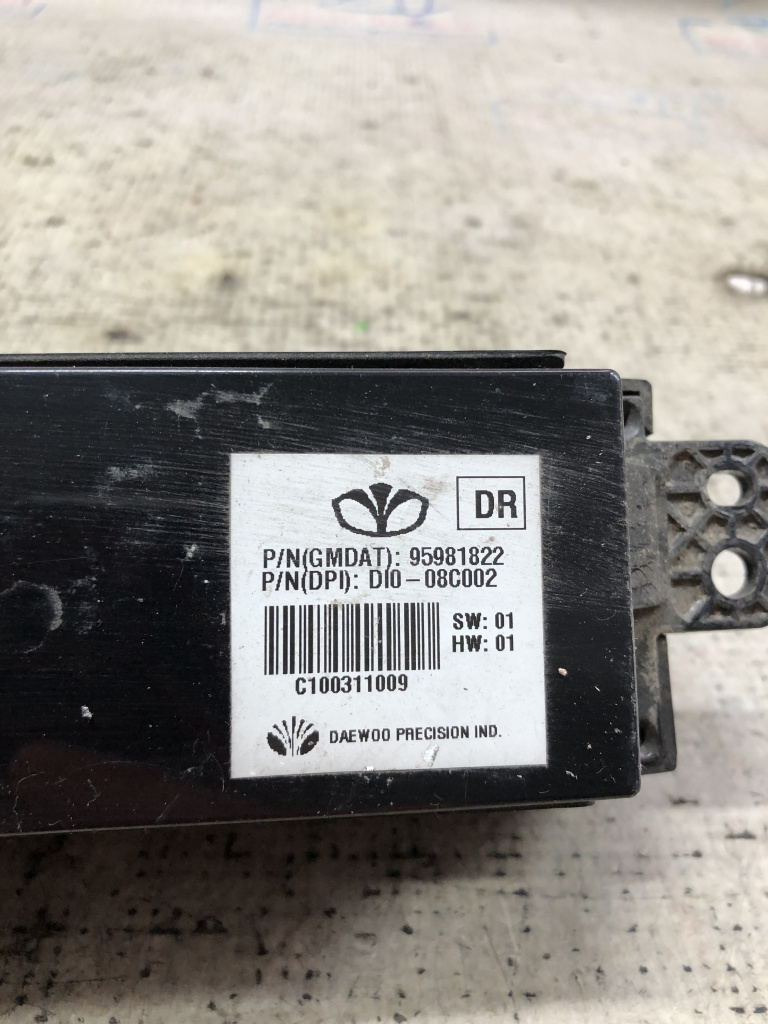 DR
P/N(GMDAT): 95981822
P/N(DPI): DI0-08C002
SW: 01
HW: 01
C100311009
DAEWOO PRECISION IND.